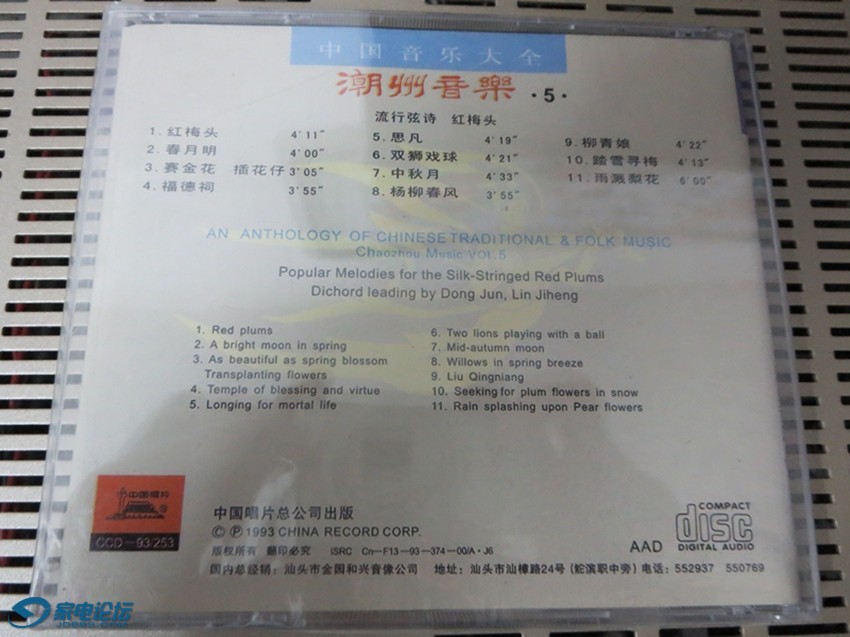 中国音乐大全
潮州音樂 ·5·
流行弦诗 红梅头
1. 紅梅头 4'11"
2. 春月明 4'00"
3. 賽金花 插花仔 3'05"
4. 福德祠 3'55"
5. 思凡 4'19"
6. 双狮戏球 4'21"
7. 中秋月 4'33"
8. 杨柳春风 3'55"
9. 柳青娘 4'22"
10. 踏雪寻梅 4'13"
11. 雨溅梨花 6'00"
AN ANTHOLOGY OF CHINESE TRADITIONAL & FOLK MUSIC
Chaozhou Music VOl.5
Popular Melodies for the Silk-Stringed Red Plums
Dichord leading by Dong Jun, Lin Jiheng
1. Red plums
2. A bright moon in spring
3. As beautiful as spring blossom
Transplanting flowers
4. Temple of blessing and virtue
5. Longing for mortal life
6. Two lions playing with a ball
7. Mid-autumn moon
8. Willows in spring breeze
9. Liu Qingniang
10. Seeking for plum flowers in snow
11. Rain splashing upon Pear flowers
中国唱片
CCD-93/253
中国唱片总公司出版
© ℗ 1993 CHINA RECORD CORP.
版权所有 翻印必究 ISRC Cn-F13-93-374-00/A·J6
国内总经销：汕头市金园和兴音像公司 地址：汕头市汕樟路24号(蛇滨职中旁) 电话：552937 550769
AAD
COMPACT
disc
DIGITAL AUDIO
家电论坛
JDBBS.COM